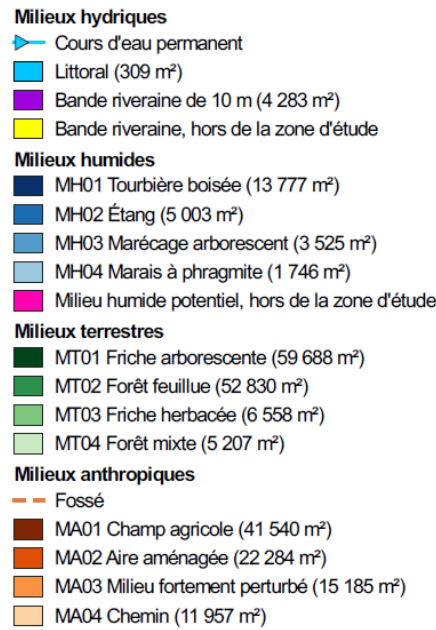 Milieux hydriques
Cours d'eau permanent
Littoral (309 m²)
Bande riveraine de 10 m (4 283 m²)
Bande riveraine, hors de la zone d'étude
Milieux humides
MH01 Tourbière boisée (13 777 m²)
MH02 Étang (5 003 m²)
MH03 Marécage arborescent (3 525 m²)
MH04 Marais à phragmite (1 746 m²)
Milieu humide potentiel, hors de la zone d'étude
Milieux terrestres
MT01 Friche arborescente (59 688 m²)
MT02 Forêt feuillue (52 830 m²)
MT03 Friche herbacée (6 558 m²)
MT04 Forêt mixte (5 207 m²)
Milieux anthropiques
Fossé
MA01 Champ agricole (41 540 m²)
MA02 Aire aménagée (22 284 m²)
MA03 Milieu fortement perturbé (15 185 m²)
MA04 Chemin (11 957 m²)